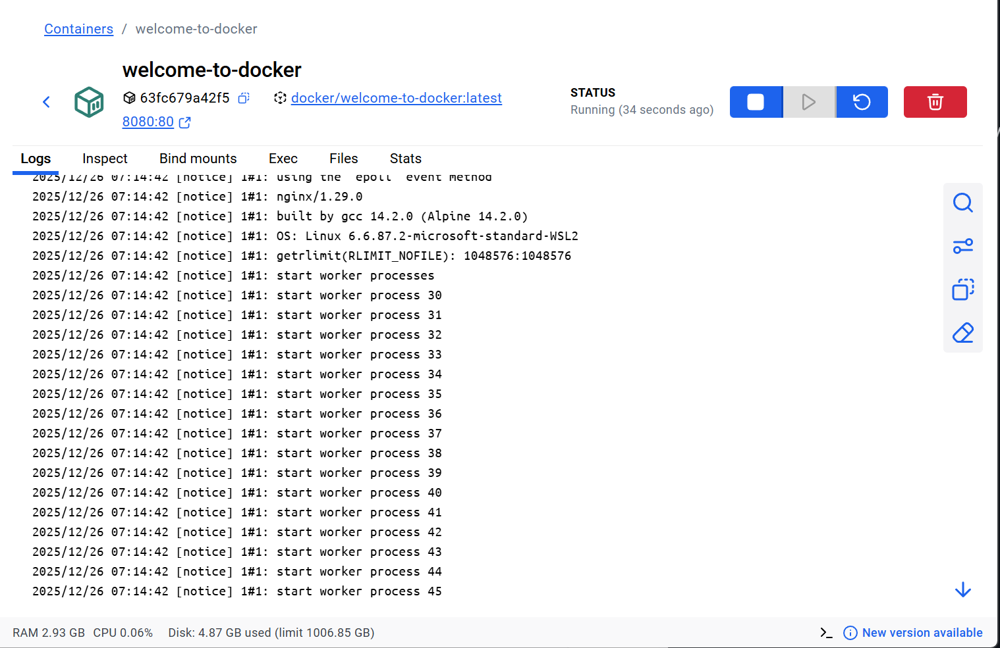 Containers / welcome-to-docker
welcome-to-docker
63fc679a42f5 docker/welcome-to-docker:latest
8080:80
STATUS
Running (34 seconds ago)
Logs Inspect Bind mounts Exec Files Stats
2025/12/26 07:14:42 [notice] 1#1: using the "epoll" event method
2025/12/26 07:14:42 [notice] 1#1: nginx/1.29.0
2025/12/26 07:14:42 [notice] 1#1: built by gcc 14.2.0 (Alpine 14.2.0)
2025/12/26 07:14:42 [notice] 1#1: OS: Linux 6.6.87.2-microsoft-standard-WSL2
2025/12/26 07:14:42 [notice] 1#1: getrlimit(RLIMIT_NOFILE): 1048576:1048576
2025/12/26 07:14:42 [notice] 1#1: start worker processes
2025/12/26 07:14:42 [notice] 1#1: start worker process 30
2025/12/26 07:14:42 [notice] 1#1: start worker process 31
2025/12/26 07:14:42 [notice] 1#1: start worker process 32
2025/12/26 07:14:42 [notice] 1#1: start worker process 33
2025/12/26 07:14:42 [notice] 1#1: start worker process 34
2025/12/26 07:14:42 [notice] 1#1: start worker process 35
2025/12/26 07:14:42 [notice] 1#1: start worker process 36
2025/12/26 07:14:42 [notice] 1#1: start worker process 37
2025/12/26 07:14:42 [notice] 1#1: start worker process 38
2025/12/26 07:14:42 [notice] 1#1: start worker process 39
2025/12/26 07:14:42 [notice] 1#1: start worker process 40
2025/12/26 07:14:42 [notice] 1#1: start worker process 41
2025/12/26 07:14:42 [notice] 1#1: start worker process 42
2025/12/26 07:14:42 [notice] 1#1: start worker process 43
2025/12/26 07:14:42 [notice] 1#1: start worker process 44
2025/12/26 07:14:42 [notice] 1#1: start worker process 45
RAM 2.93 GB CPU 0.06% Disk: 4.87 GB used (limit 1006.85 GB) >_ New version available